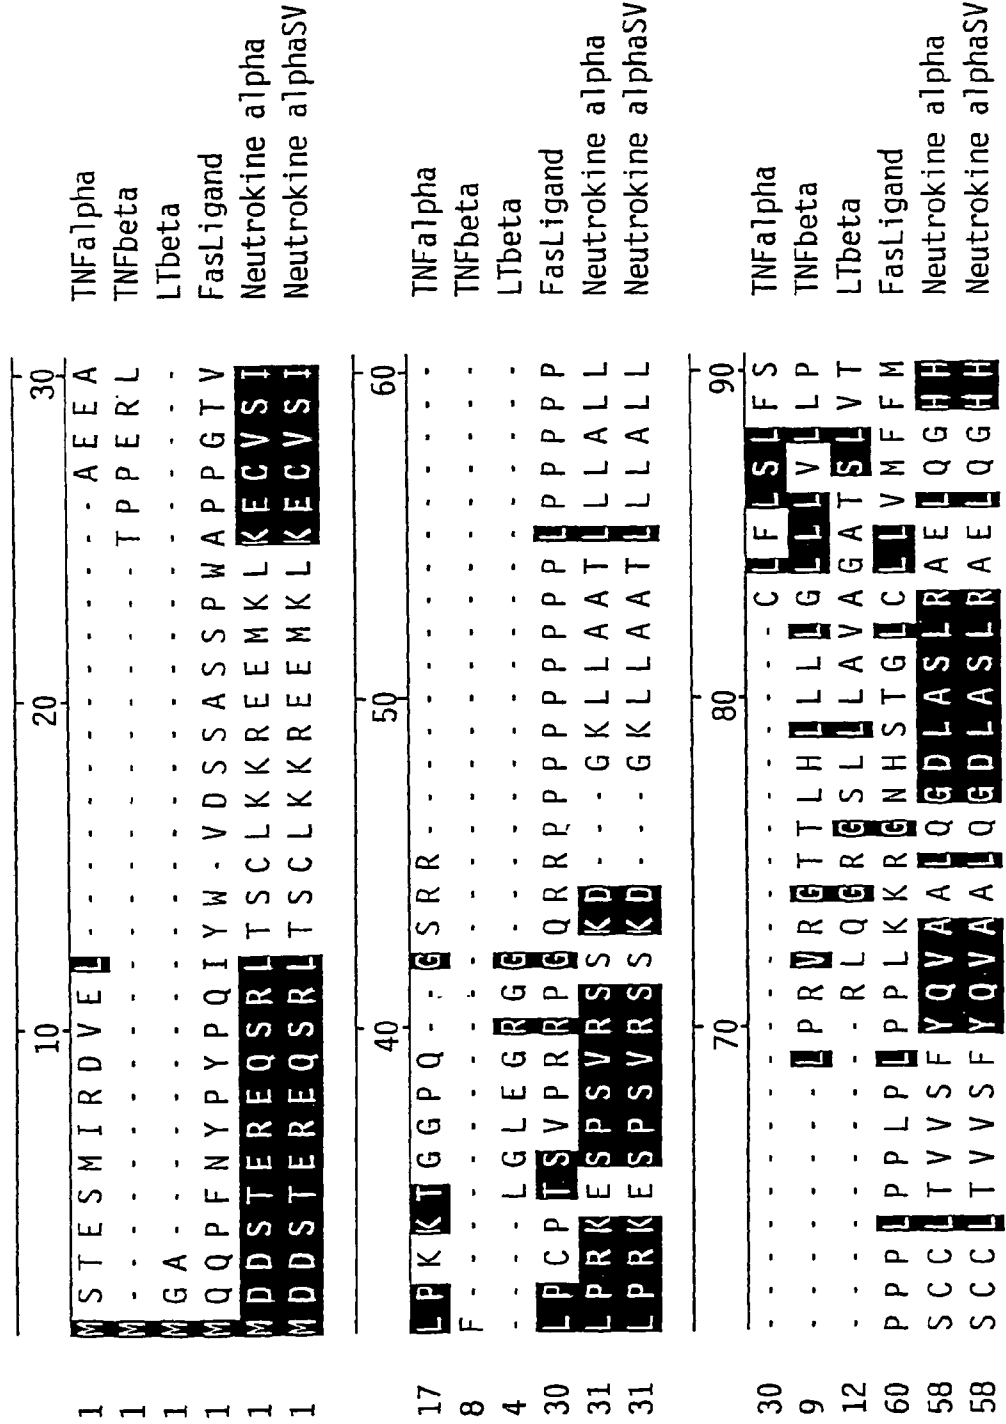 10 20 30
1 M S T E S M I R D V E L - - - - - - - - - - - - - - A E E A TNFalpha
1 M - - - - - - - - - - - - - - - - - - - - - - - T P P E R L TNFbeta
1 M G A - - - - - - - - - - - - - - - - - - - - - - - - - - - LTbeta
1 M Q Q P F N Y P Y P Q I Y W - V D S S A S S P W A P P G T V FasLigand
1 M D D S T E R E Q S R L T S C L K K R E E M K L K E C V S I Neutrokine alpha
1 M D D S T E R E Q S R L T S C L K K R E E M K L K E C V S I Neutrokine alphaSV
40 50 60
17 L P K K T G G P Q - - G S R R - - - - - - - - - - - - - - - TNFalpha
8 F - - - - - - - - - - - - - - - - - - - - - - - - - - - - - TNFbeta
4 - - - - L G L E G R G G - - - - - - - - - - - - - - - - - - LTbeta
30 L P C P T S V P R R P G Q R R P P P P P P P P P L P P P P P FasLigand
31 L P R K E S P S V R S S K D - - - G K L L A A T L L L A L L Neutrokine alpha
31 L P R K E S P S V R S S K D - - - G K L L A A T L L L A L L Neutrokine alphaSV
70 80 90
30 - - - - - - - - - - - - - - - - - - - - - - C L F L S L F S TNFalpha
9 - - - - - - - - L P R V R G T T L H L L L L G L L L V L L P TNFbeta
12 - - - - - - - - - - R L Q G R G S L L L A V A G A T S L V T LTbeta
60 P P P L P P L P L P P L K K R G N H S T G L C L L V M F F M FasLigand
58 S C C L T V V S F Y Q V A A L Q G D L A S L R A E L Q G H H Neutrokine alpha
58 S C C L T V V S F Y Q V A A L Q G D L A S L R A E L Q G H H Neutrokine alphaSV